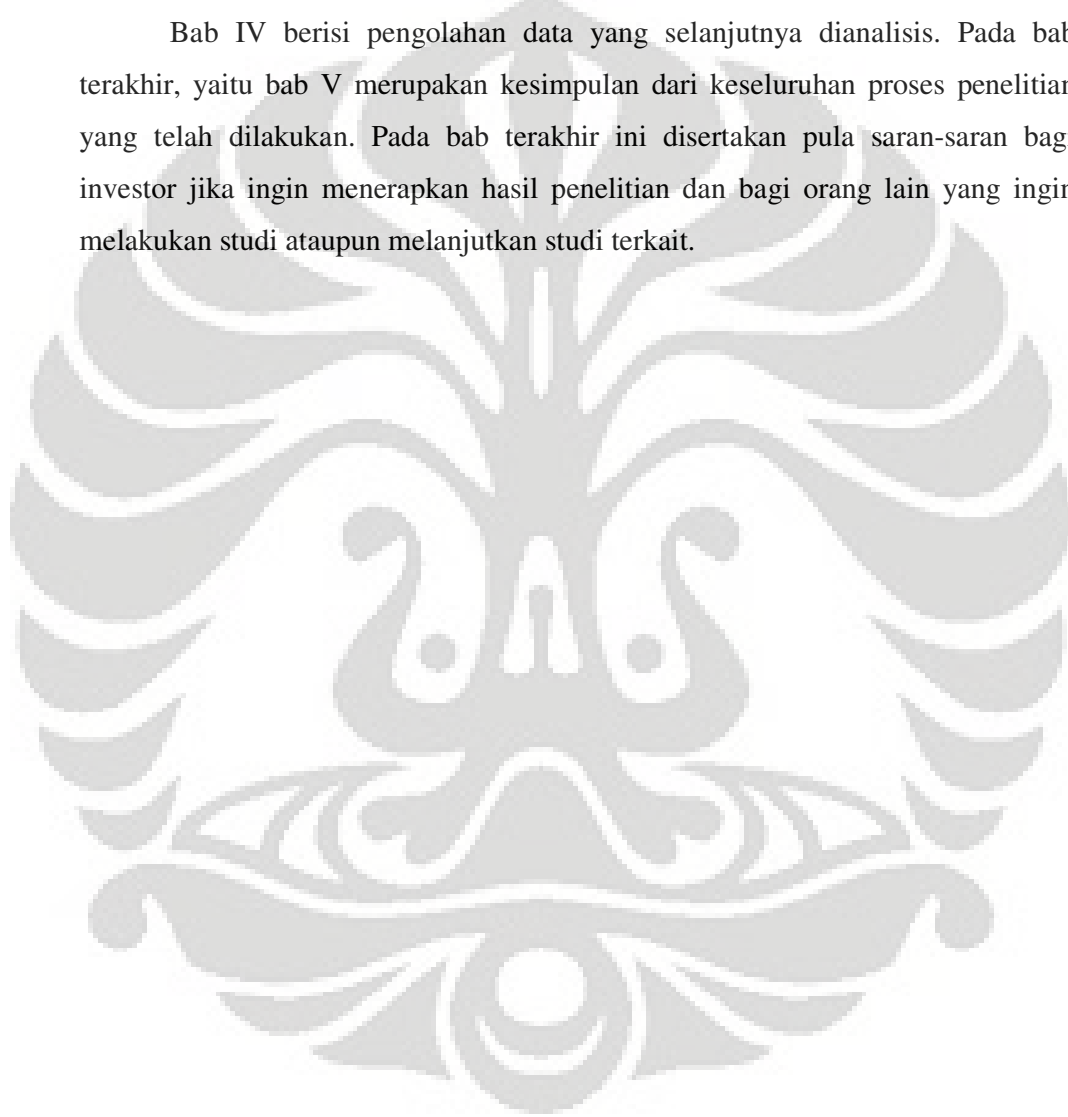 Bab IV berisi pengolahan data yang selanjutnya dianalisis. Pada bab
terakhir, yaitu bab V merupakan kesimpulan dari keseluruhan proses penelitian
yang telah dilakukan. Pada bab terakhir ini disertakan pula saran-saran bagi
investor jika ingin menerapkan hasil penelitian dan bagi orang lain yang ingin
melakukan studi ataupun melanjutkan studi terkait.